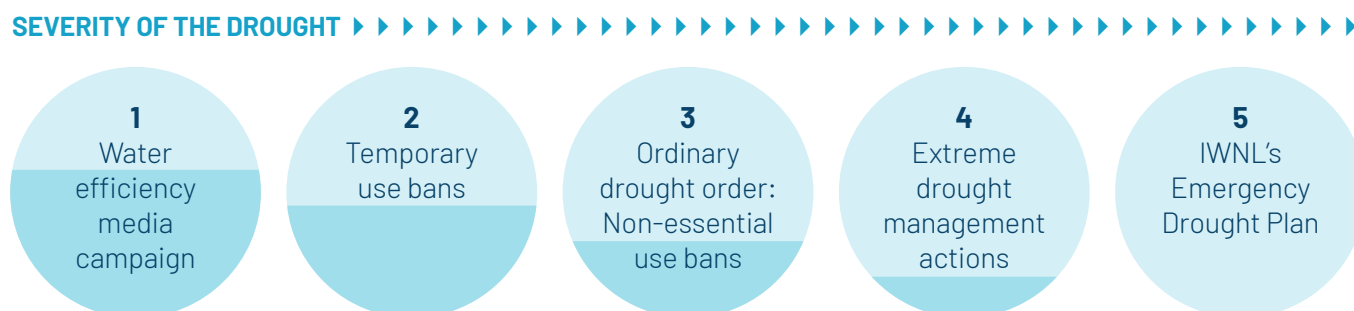 SEVERITY OF THE DROUGHT
1
Water
efficiency
media
campaign
2
Temporary
use bans
3
Ordinary
drought order:
Non-essential
use bans
4
Extreme
drought
management
actions
5
IWNL’s
Emergency
Drought Plan